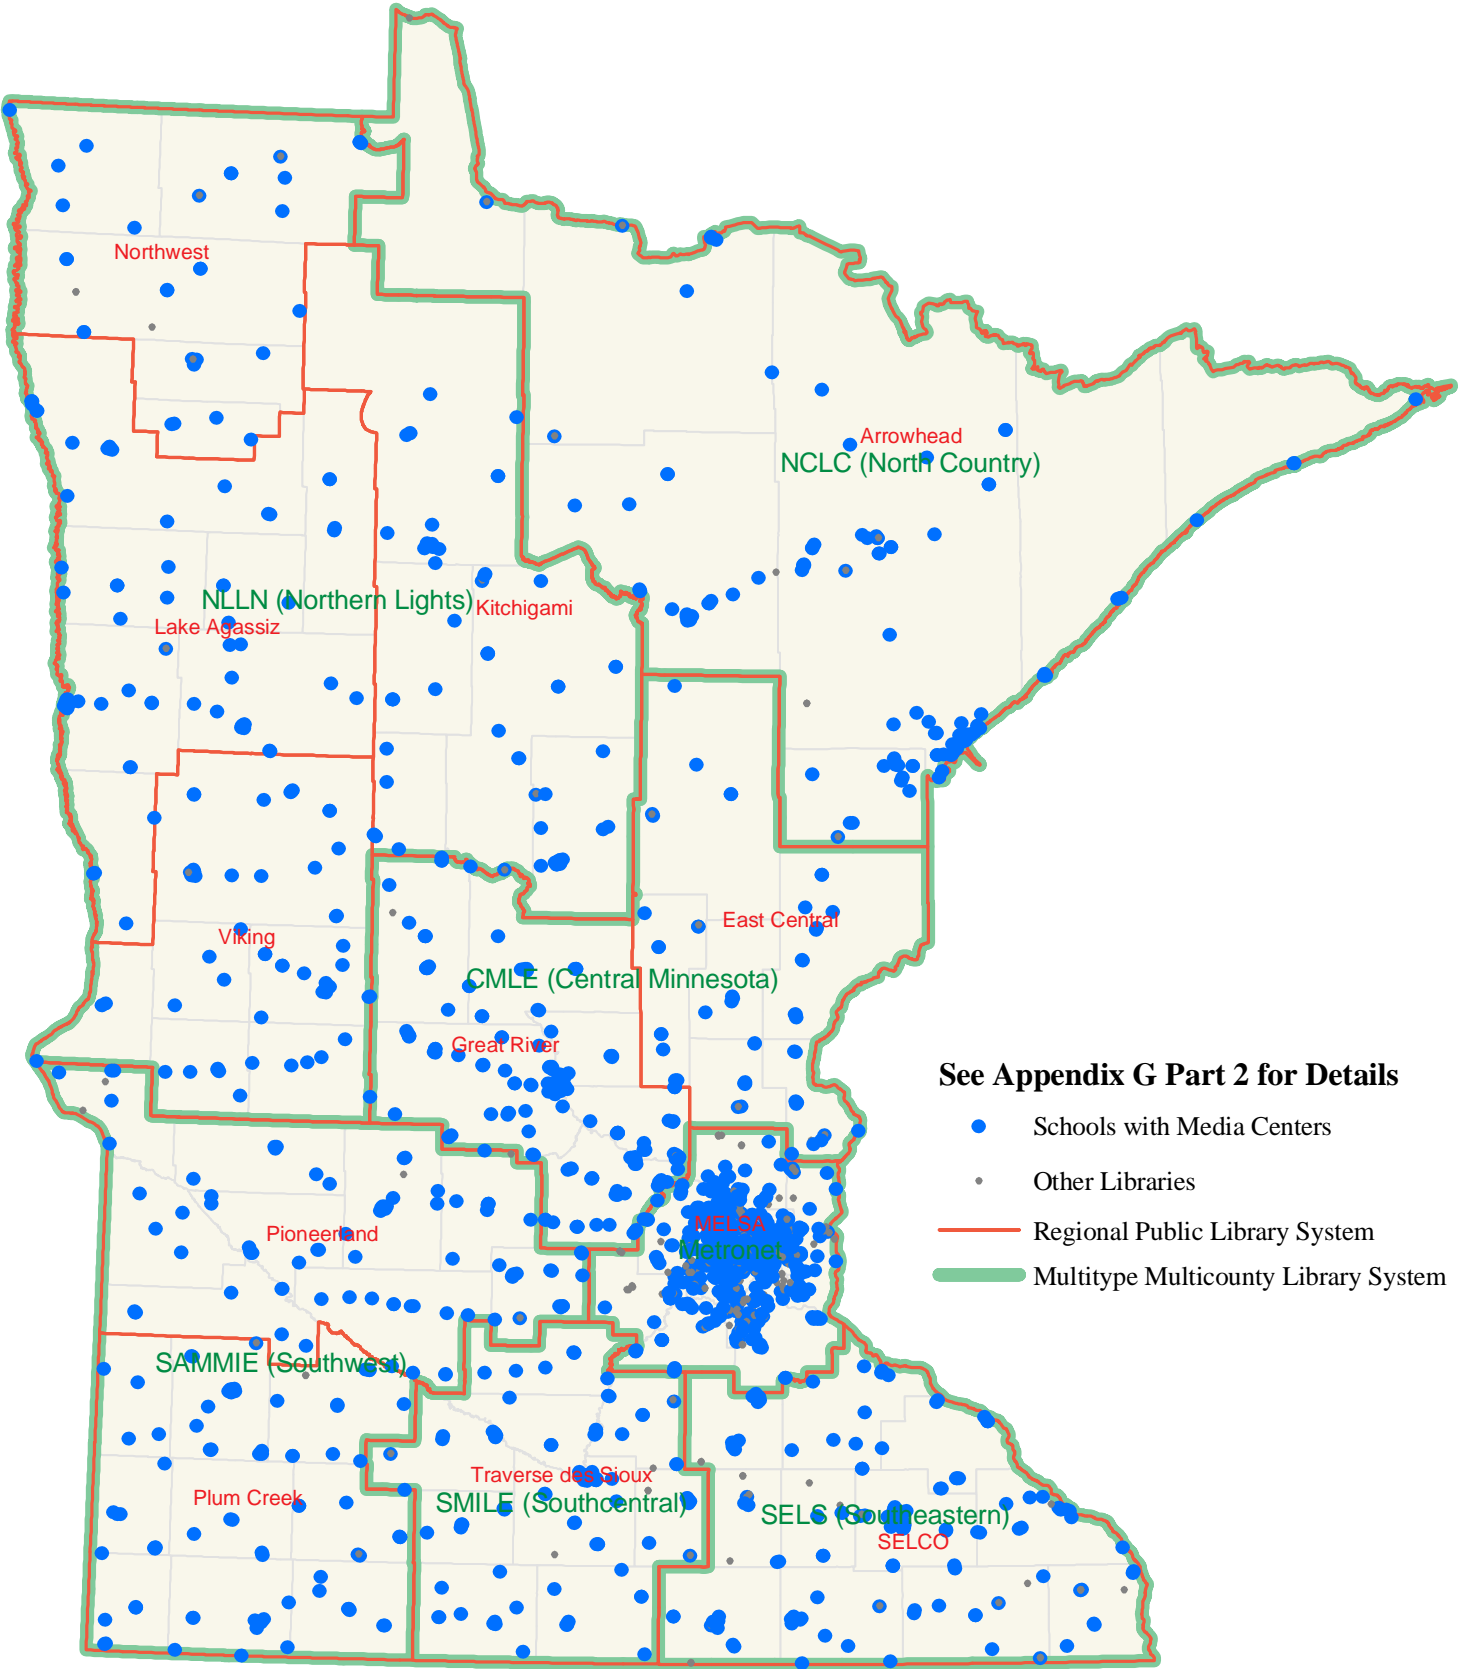 Northwest
Arrowhead
NCLC (North Country)
NLLN (Northern Lights)
Kitchigami
Lake Agassiz
East Central
Viking
CMLE (Central Minnesota)
Great River
See Appendix G Part 2 for Details
Schools with Media Centers
Other Libraries
Regional Public Library System
Multitype Multicounty Library System
MELSA
Metronet
Pioneerland
SAMMIE (Southwest)
Traverse des Sioux
Plum Creek
SMILE (Southcentral)
SELS (Southeastern)
SELCO